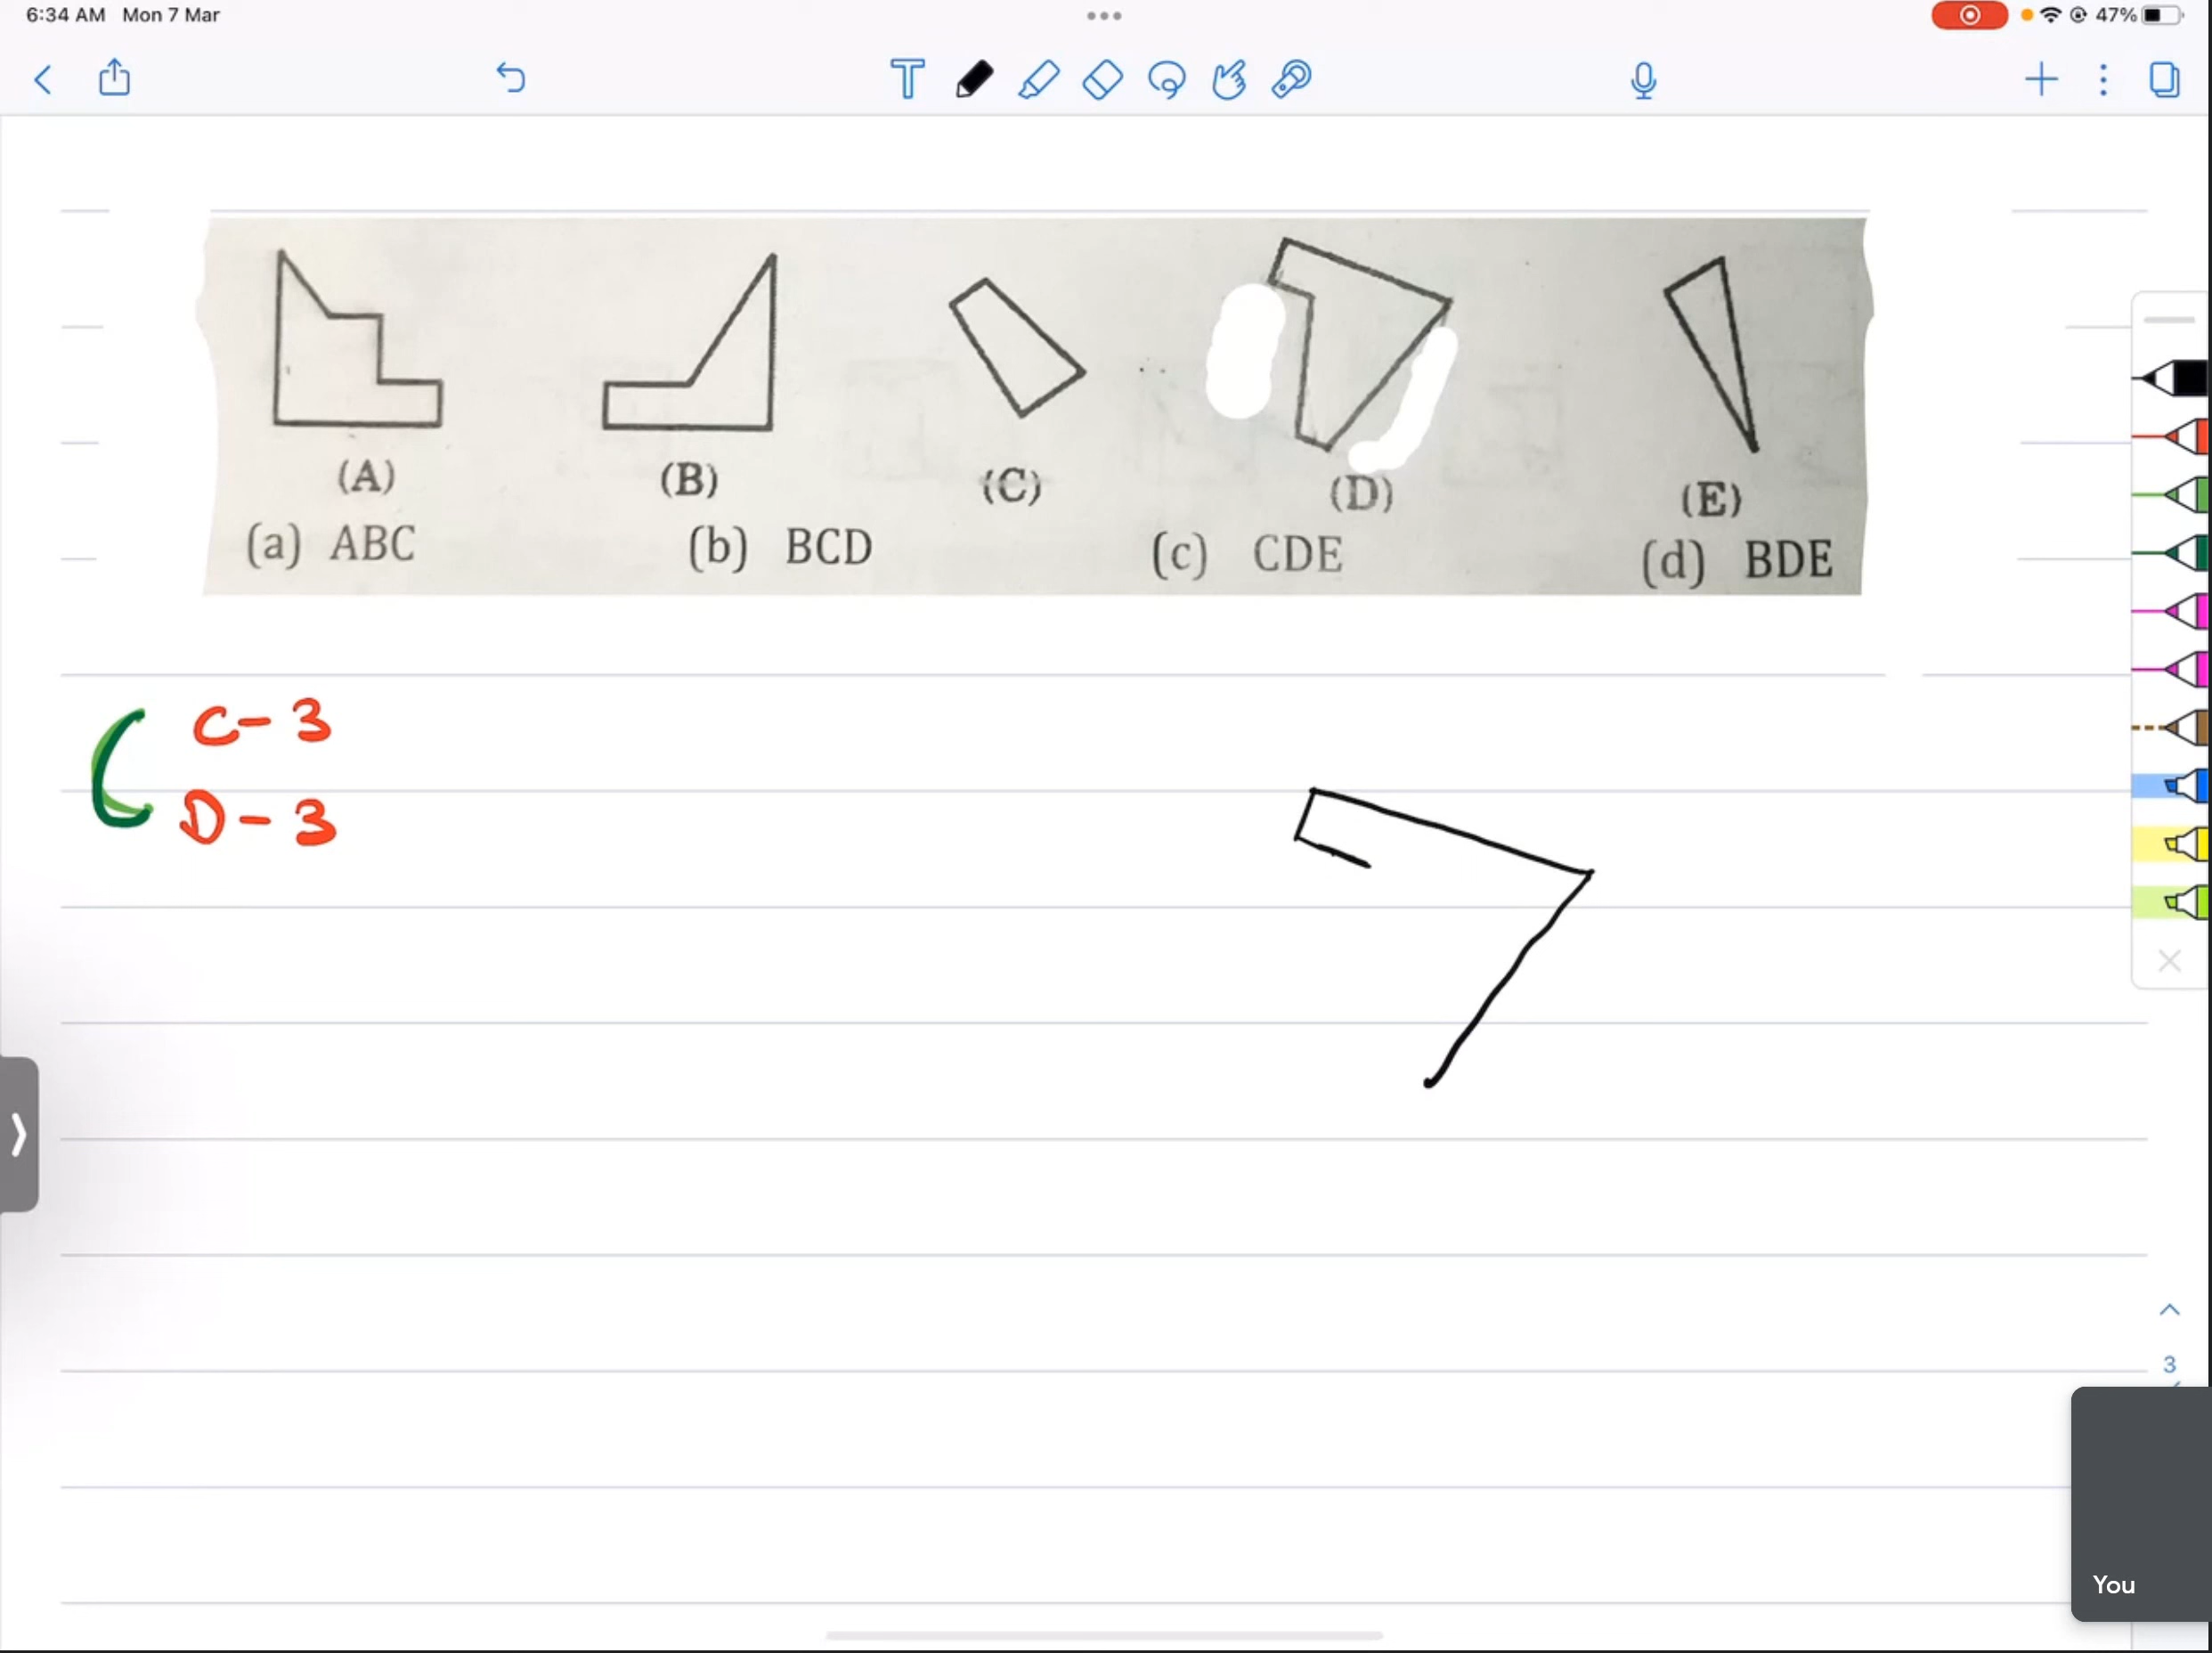 6:34 AM Mon 7 Mar
47%
(A) (B) (C) (D) (E)
(a) ABC (b) BCD (c) CDE (d) BDE
C- 3
D- 3
3
You